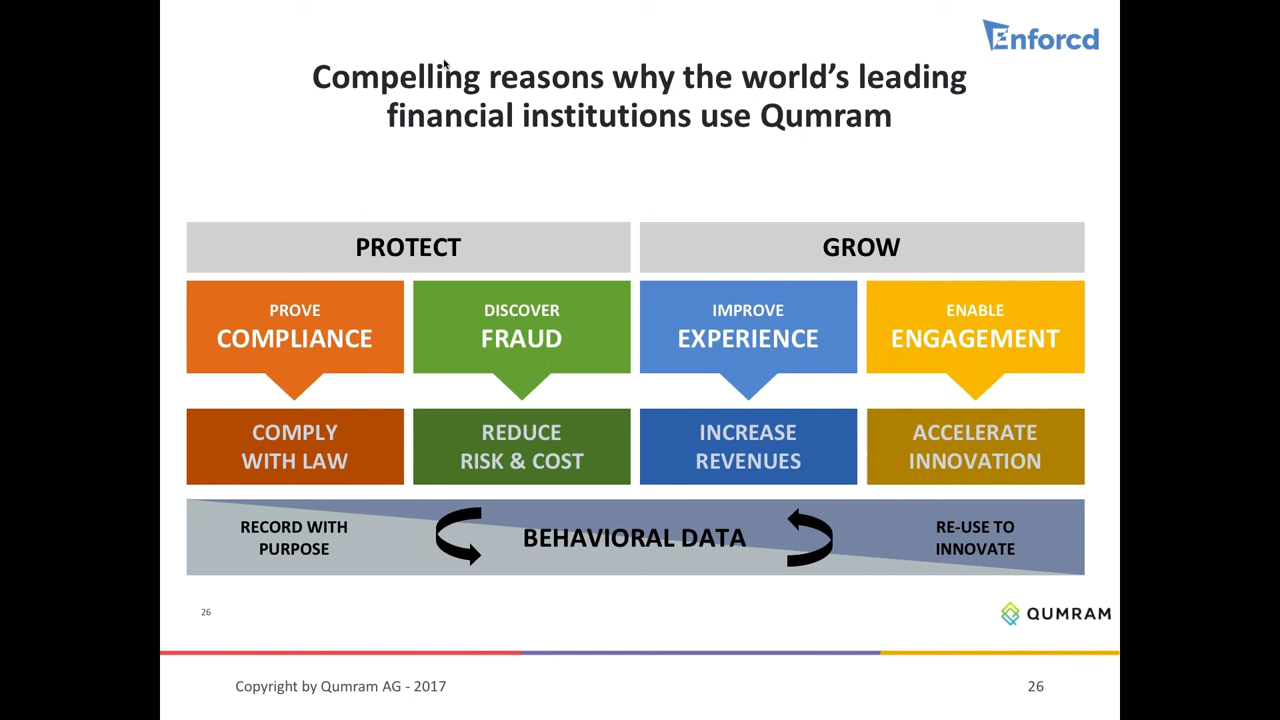 Enforcd
Compelling reasons why the world’s leading
financial institutions use Qumram
PROTECT
GROW
PROVE
COMPLIANCE
DISCOVER
FRAUD
IMPROVE
EXPERIENCE
ENABLE
ENGAGEMENT
COMPLY
WITH LAW
REDUCE
RISK & COST
INCREASE
REVENUES
ACCELERATE
INNOVATION
RECORD WITH
PURPOSE
BEHAVIORAL DATA
RE-USE TO
INNOVATE
26
QUMRAM
Copyright by Qumram AG - 2017
26